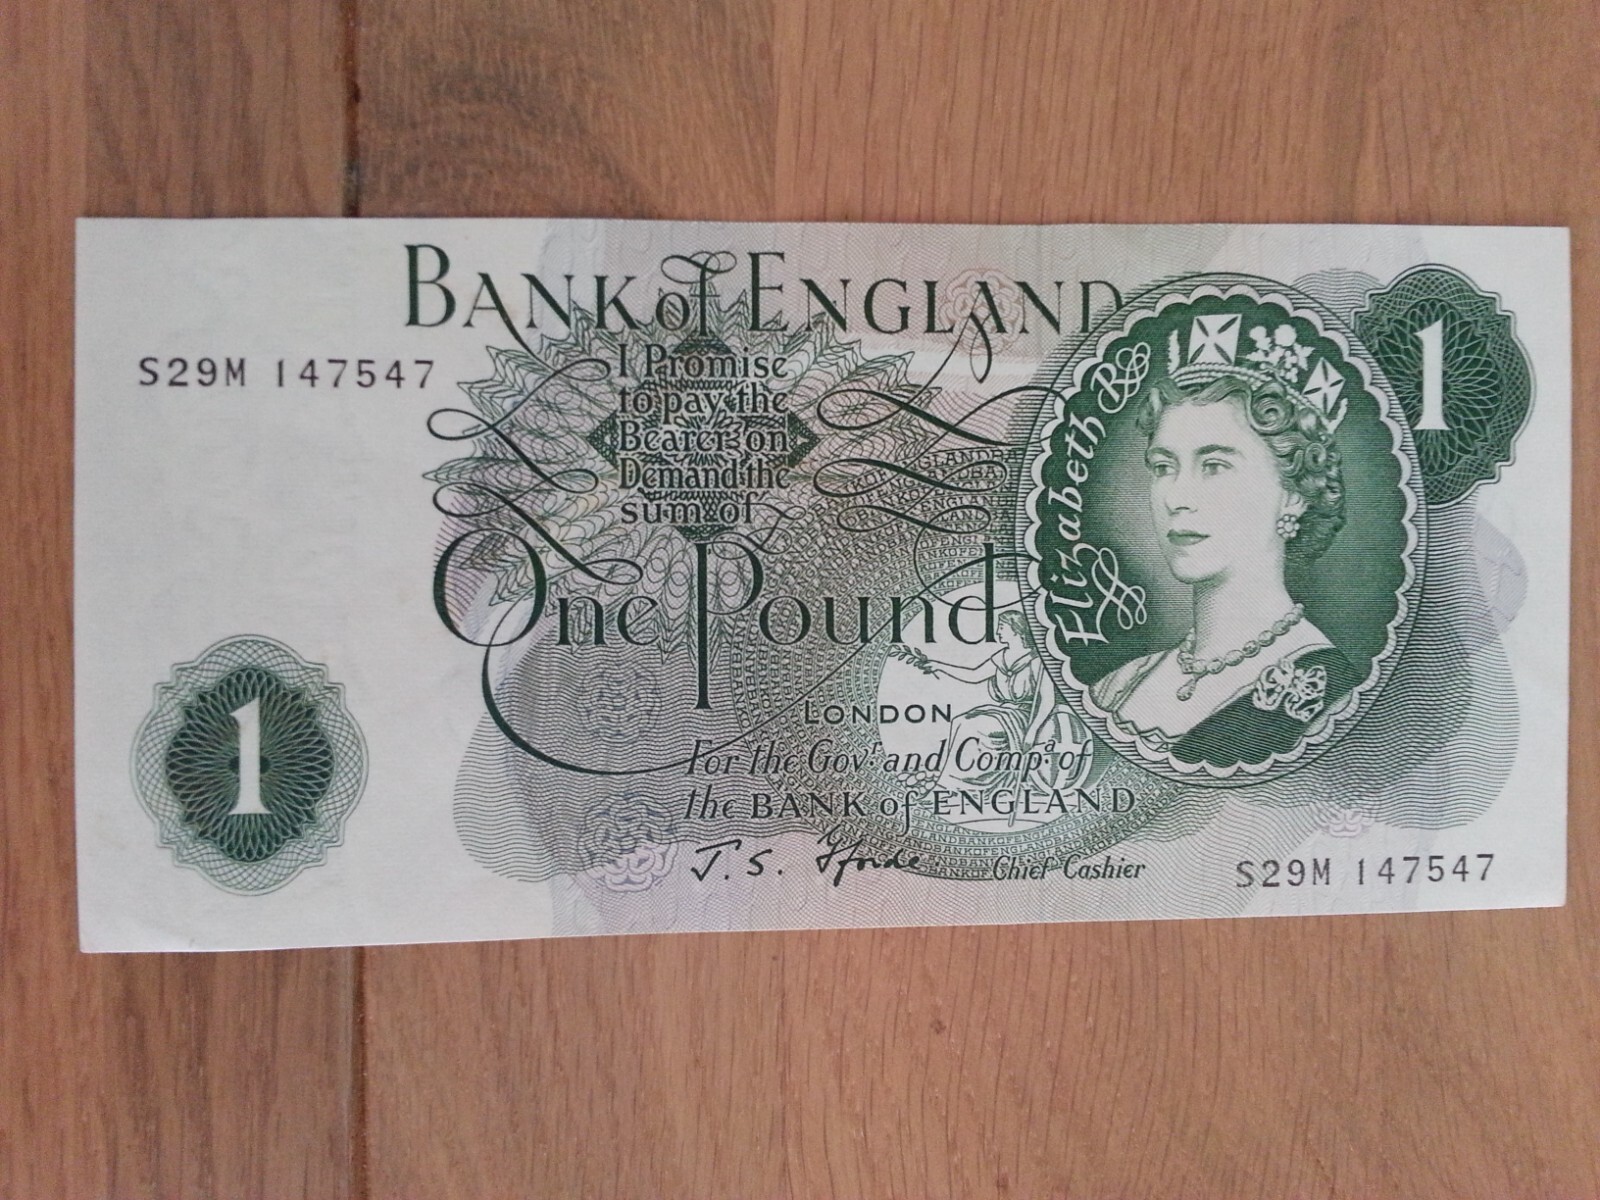 BANK of ENGLAND
S29M 147547
I Promise
to pay the
Bearer on
Demand the
sum of
One Pound
LONDON
For the Govr. and Compa. of
the BANK of ENGLAND
J. S. Fforde Chief Cashier
S29M 147547
1
1
Elizabeth R